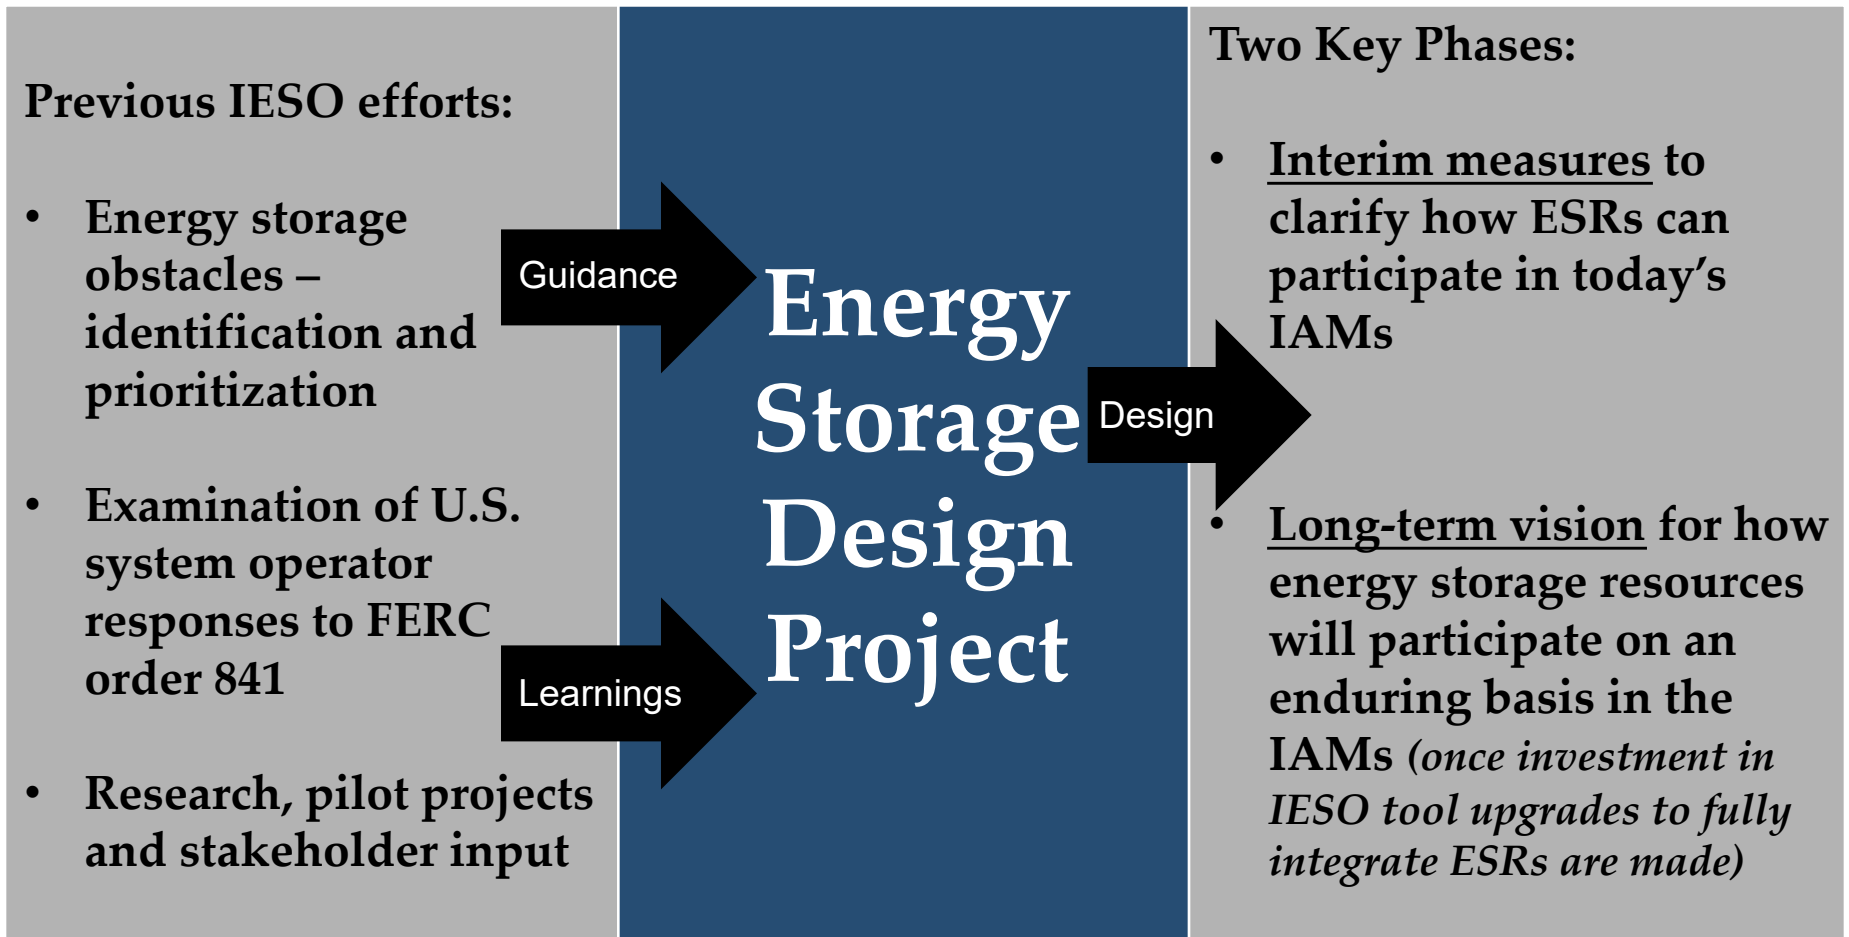 Previous IESO efforts:
• Energy storage
obstacles –
identification and
prioritization
• Examination of U.S.
system operator
responses to FERC
order 841
• Research, pilot projects
and stakeholder input
Guidance
Learnings
Energy
Storage
Design
Project
Design
Two Key Phases:
• Interim measures to
clarify how ESRs can
participate in today’s
IAMs
• Long-term vision for how
energy storage resources
will participate on an
enduring basis in the
IAMs (once investment in
IESO tool upgrades to fully
integrate ESRs are made)